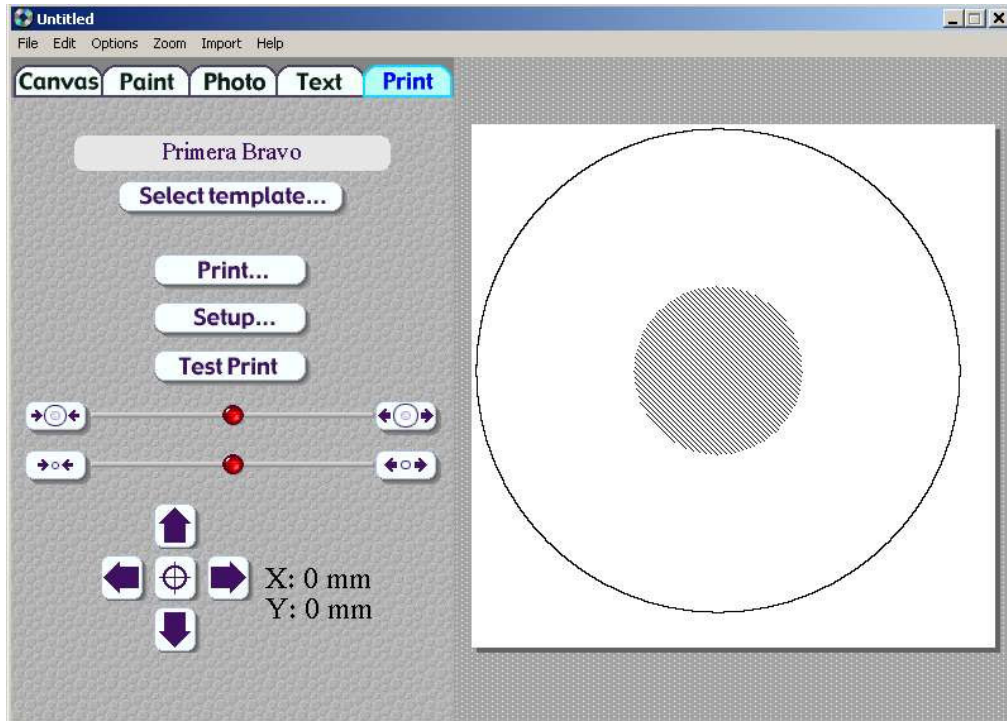 Untitled
File Edit Options Zoom Import Help
Canvas Paint Photo Text Print
Primera Bravo
Select template...
Print...
Setup...
Test Print
X: 0 mm
Y: 0 mm